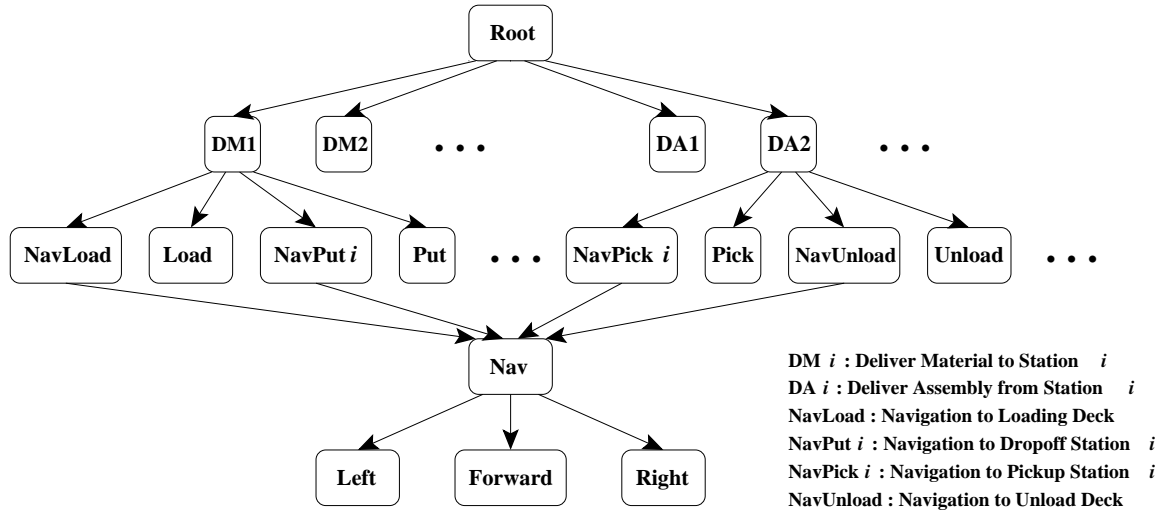 Root
DM1 DM2 • • • DA1 DA2 • • •
NavLoad Load NavPut i Put • • • NavPick i Pick NavUnload Unload • • •
Nav
Left Forward Right
DM i : Deliver Material to Station i
DA i : Deliver Assembly from Station i
NavLoad : Navigation to Loading Deck
NavPut i : Navigation to Dropoff Station i
NavPick i : Navigation to Pickup Station i
NavUnload : Navigation to Unload Deck